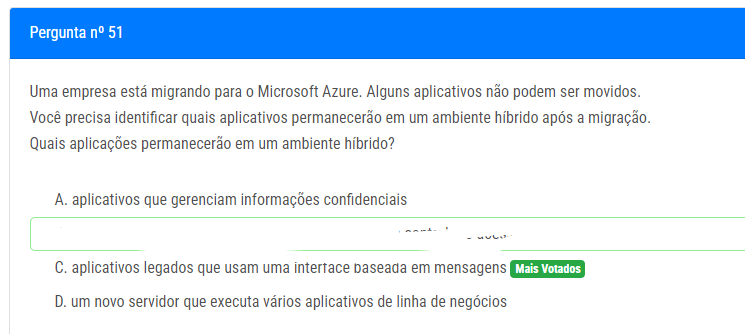 Pergunta nº 51
Uma empresa está migrando para o Microsoft Azure. Alguns aplicativos não podem ser movidos.
Você precisa identificar quais aplicativos permanecerão em um ambiente híbrido após a migração.
Quais aplicações permanecerão em um ambiente híbrido?
A. aplicativos que gerenciam informações confidenciais
C. aplicativos legados que usam uma interface baseada em mensagens Mais Votados
D. um novo servidor que executa vários aplicativos de linha de negócios